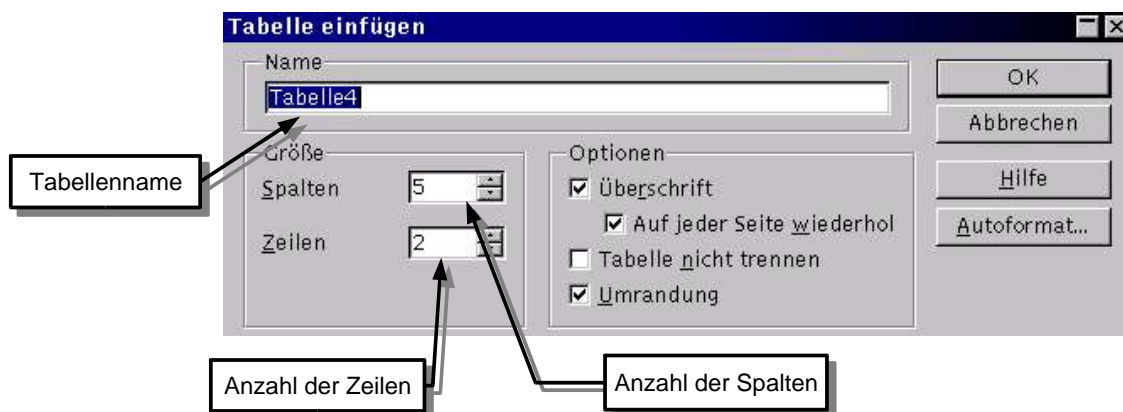 Tabelle einfügen
Name
Tabelle4
OK
Abbrechen
Tabellenname
Größe
Spalten
5
Zeilen
2
Optionen
Überschrift
Auf jeder Seite wiederhol
Tabelle nicht trennen
Umrandung
Hilfe
Autoformat...
Anzahl der Zeilen
Anzahl der Spalten